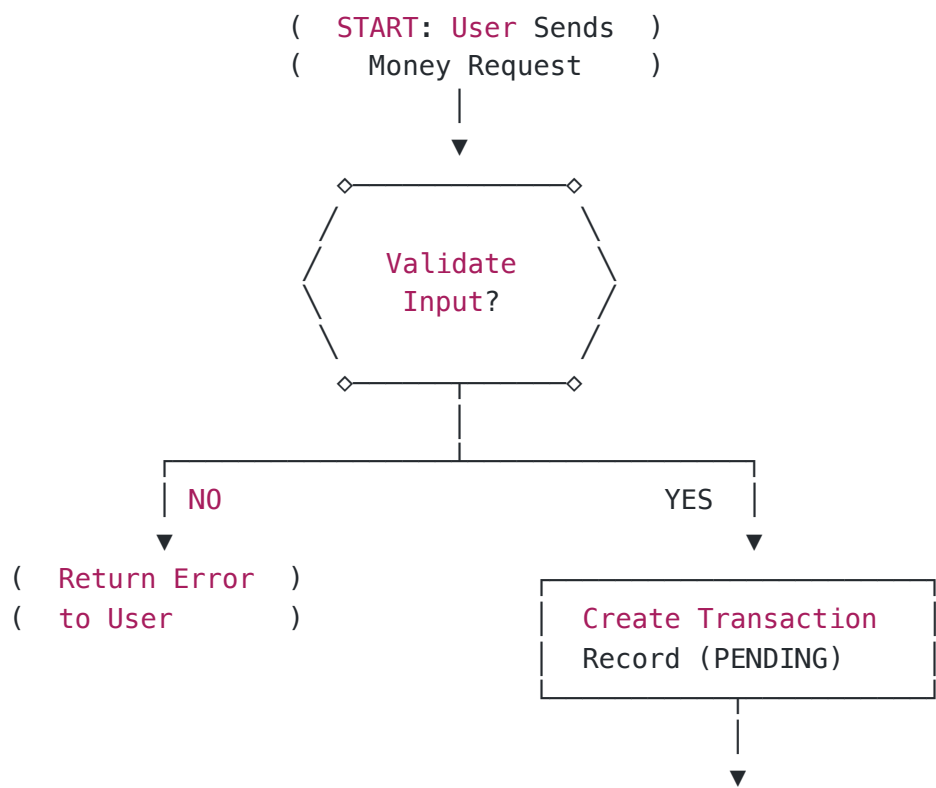 ( START: User Sends )
( Money Request )
Validate
Input?
NO
YES
( Return Error )
( to User )
Create Transaction
Record (PENDING)